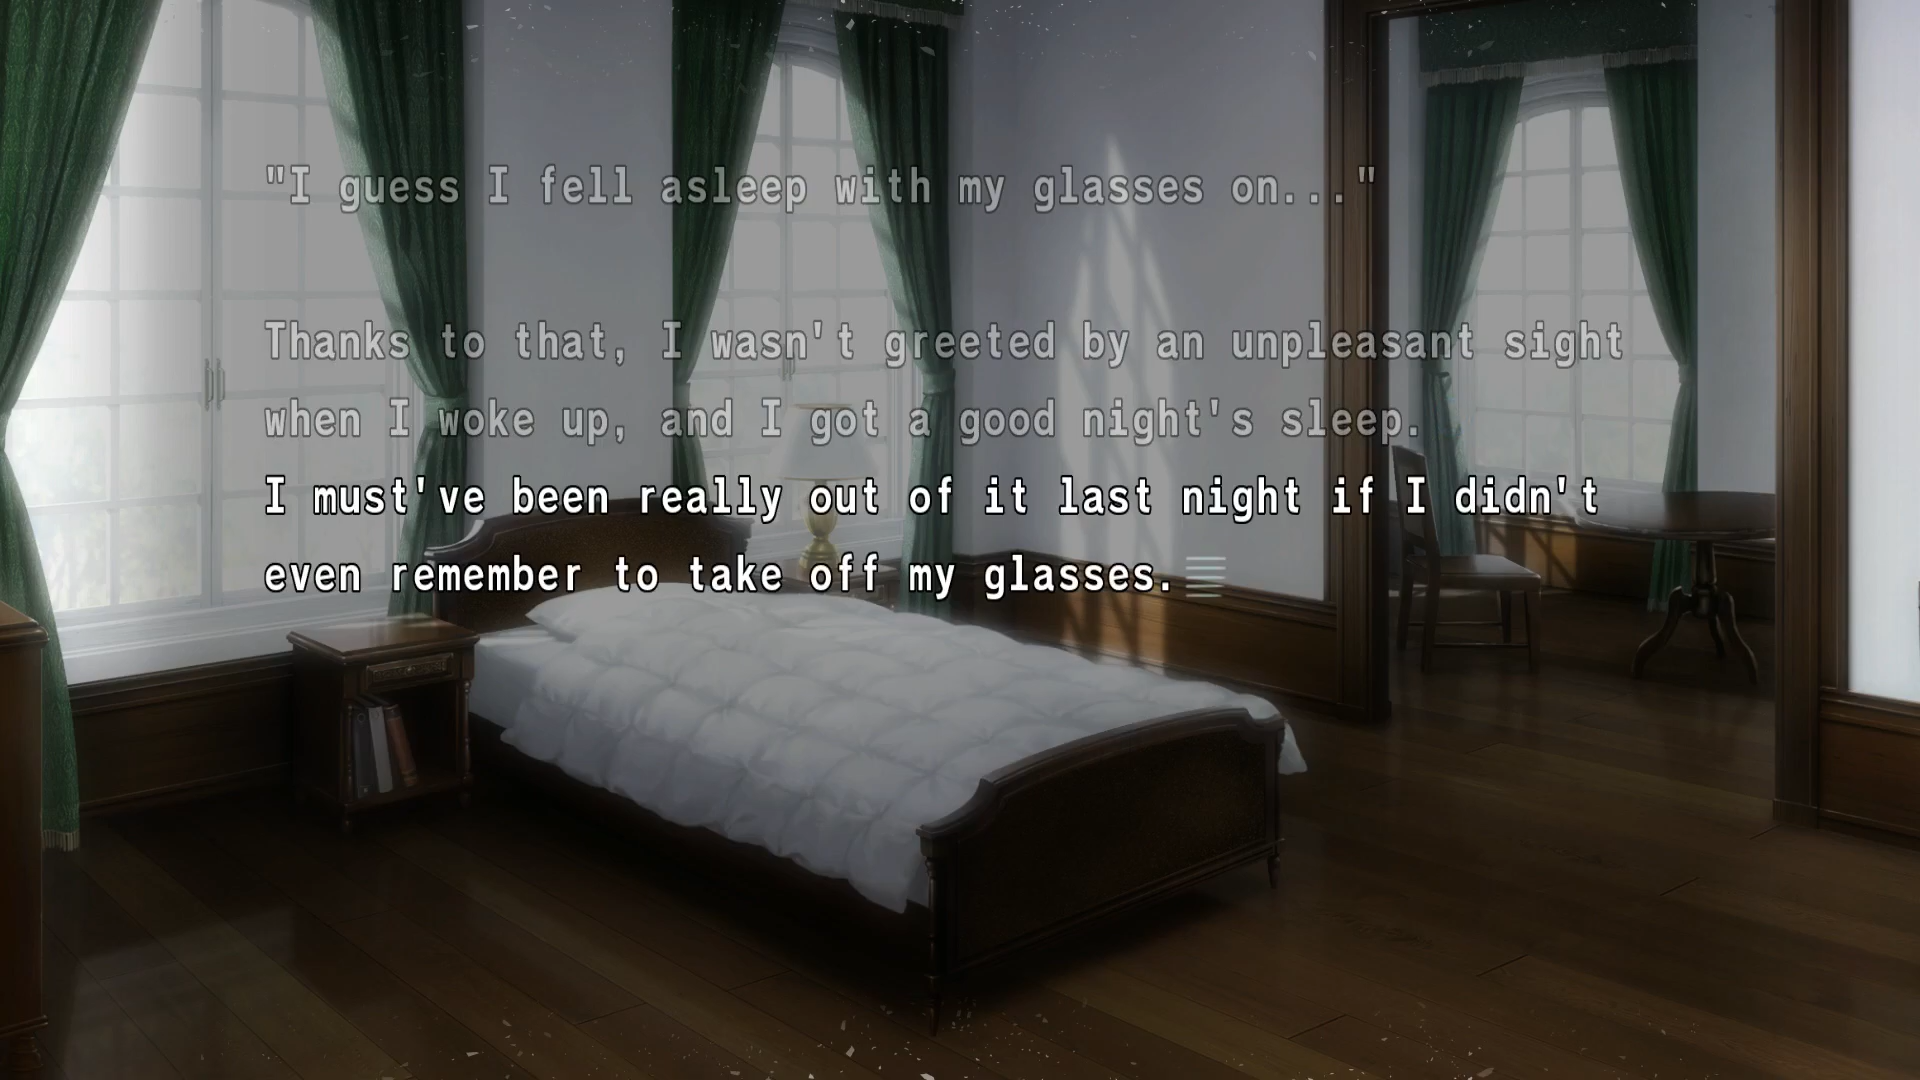 "I guess I fell asleep with my glasses on..."
Thanks to that, I wasn't greeted by an unpleasant sight
when I woke up, and I got a good night's sleep.
I must've been really out of it last night if I didn't
even remember to take off my glasses.